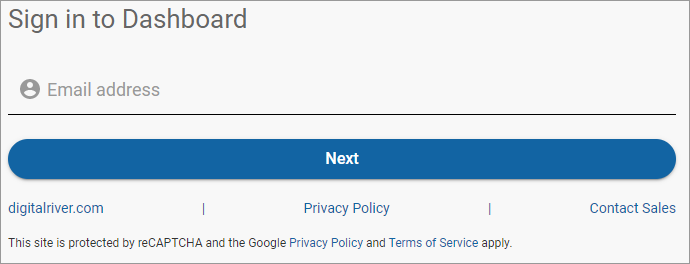 Sign in to Dashboard
Email address
Next
digitalriver.com | Privacy Policy | Contact Sales
This site is protected by reCAPTCHA and the Google Privacy Policy and Terms of Service apply.